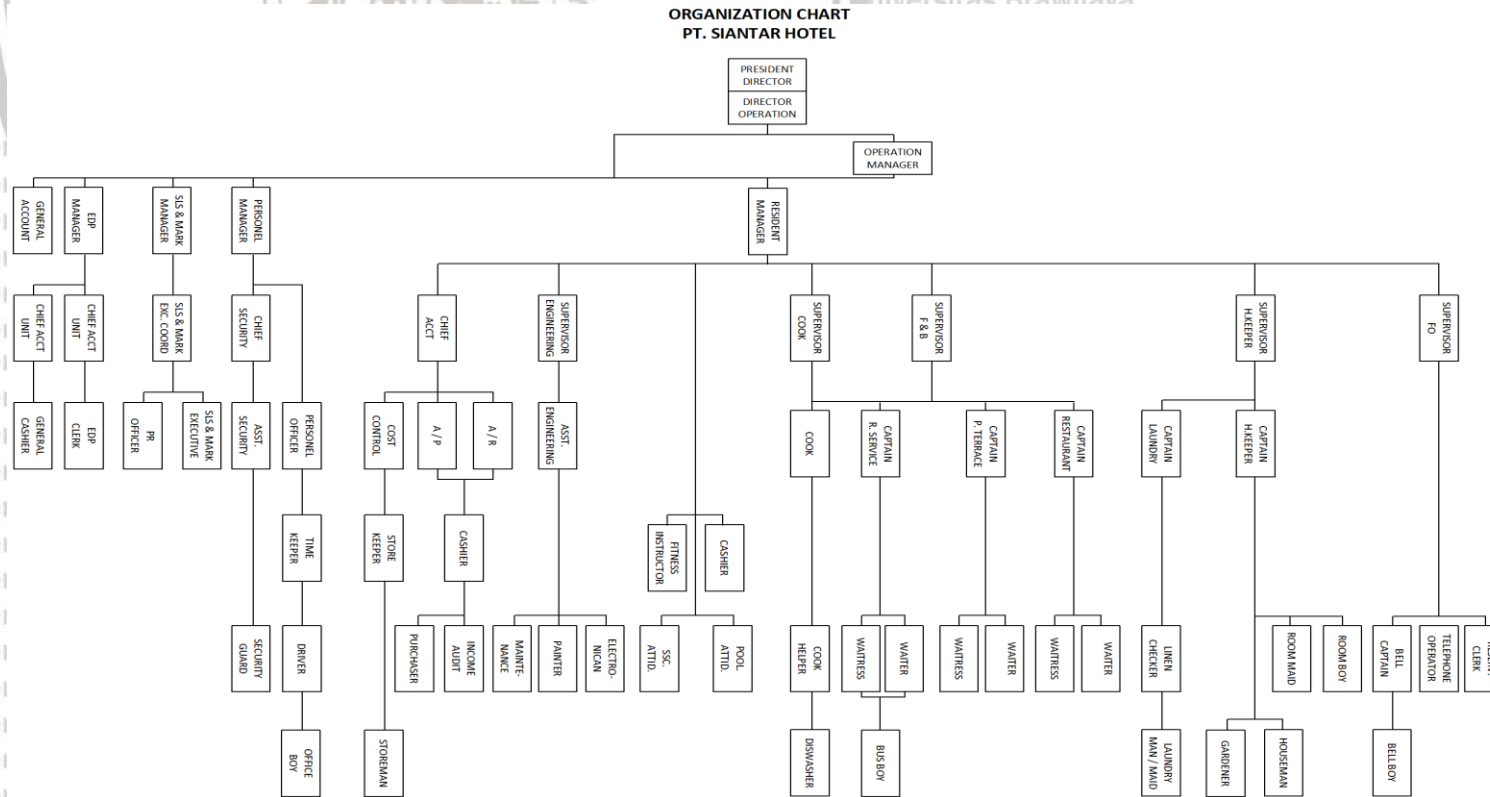 Universitas Brawijaya
ORGANIZATION CHART
PT. SIANTAR HOTEL
PRESIDENT
DIRECTOR
DIRECTOR
OPERATION
OPERATION
MANAGER
GENERAL
ACCOUNT
EDP
MANAGER
SLS & MARK
MANAGER
PERSONEL
MANAGER
RESIDENT
MANAGER
CHIEF ACCT
UNIT
CHIEF ACCT
UNIT
SLS & MARK
EXC. COORD
CHIEF
SECURITY
CHIEF
ACCT
SUPERVISOR
ENGINEERING
SUPERVISOR
COOK
SUPERVISOR
F & B
SUPERVISOR
H.KEEPER
SUPERVISOR
FO
GENERAL
CASHIER
EDP
CLERK
PR
OFFICER
SLS & MARK
EXECUTIVE
ASST.
SECURITY
PERSONEL
OFFICER
COST
CONTROL
A / P
A / R
ASST.
ENGINEERING
COOK
CAPTAIN
R. SERVICE
CAPTAIN
P. TERRACE
CAPTAIN
RESTAURANT
CAPTAIN
LAUNDRY
CAPTAIN
H.KEEPER
TIME
KEEPER
STORE
KEEPER
CASHIER
FITNESS
INSTRUCTOR
CASHIER
SECURITY
GUARD
DRIVER
PURCHASER
INCOME
AUDIT
MAINTE-
NANCE
PAINTER
ELECTRO-
NICAN
SSC.
ATTID.
POOL
ATTID.
COOK
HELPER
WAITRESS
WAITER
WAITRESS
WAITER
WAITRESS
WAITER
LINEN
CHECKER
ROOM MAID
ROOM BOY
BELL
CAPTAIN
TELEPHONE
OPERATOR
CLERK
OFFICE
BOY
STOREMAN
DISWASHER
BUS BOY
LAUNDRY
MAN / MAID
GARDENER
HOUSEMAN
BELL BOY